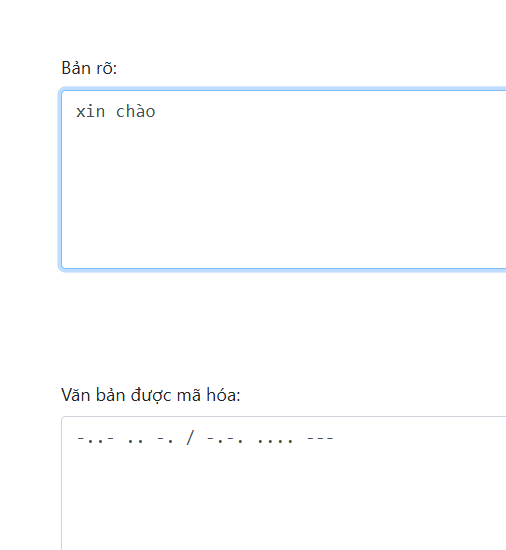 Bản rõ:
xin chào
Văn bản được mã hóa:
-..- .. -. / -.-. .... ---